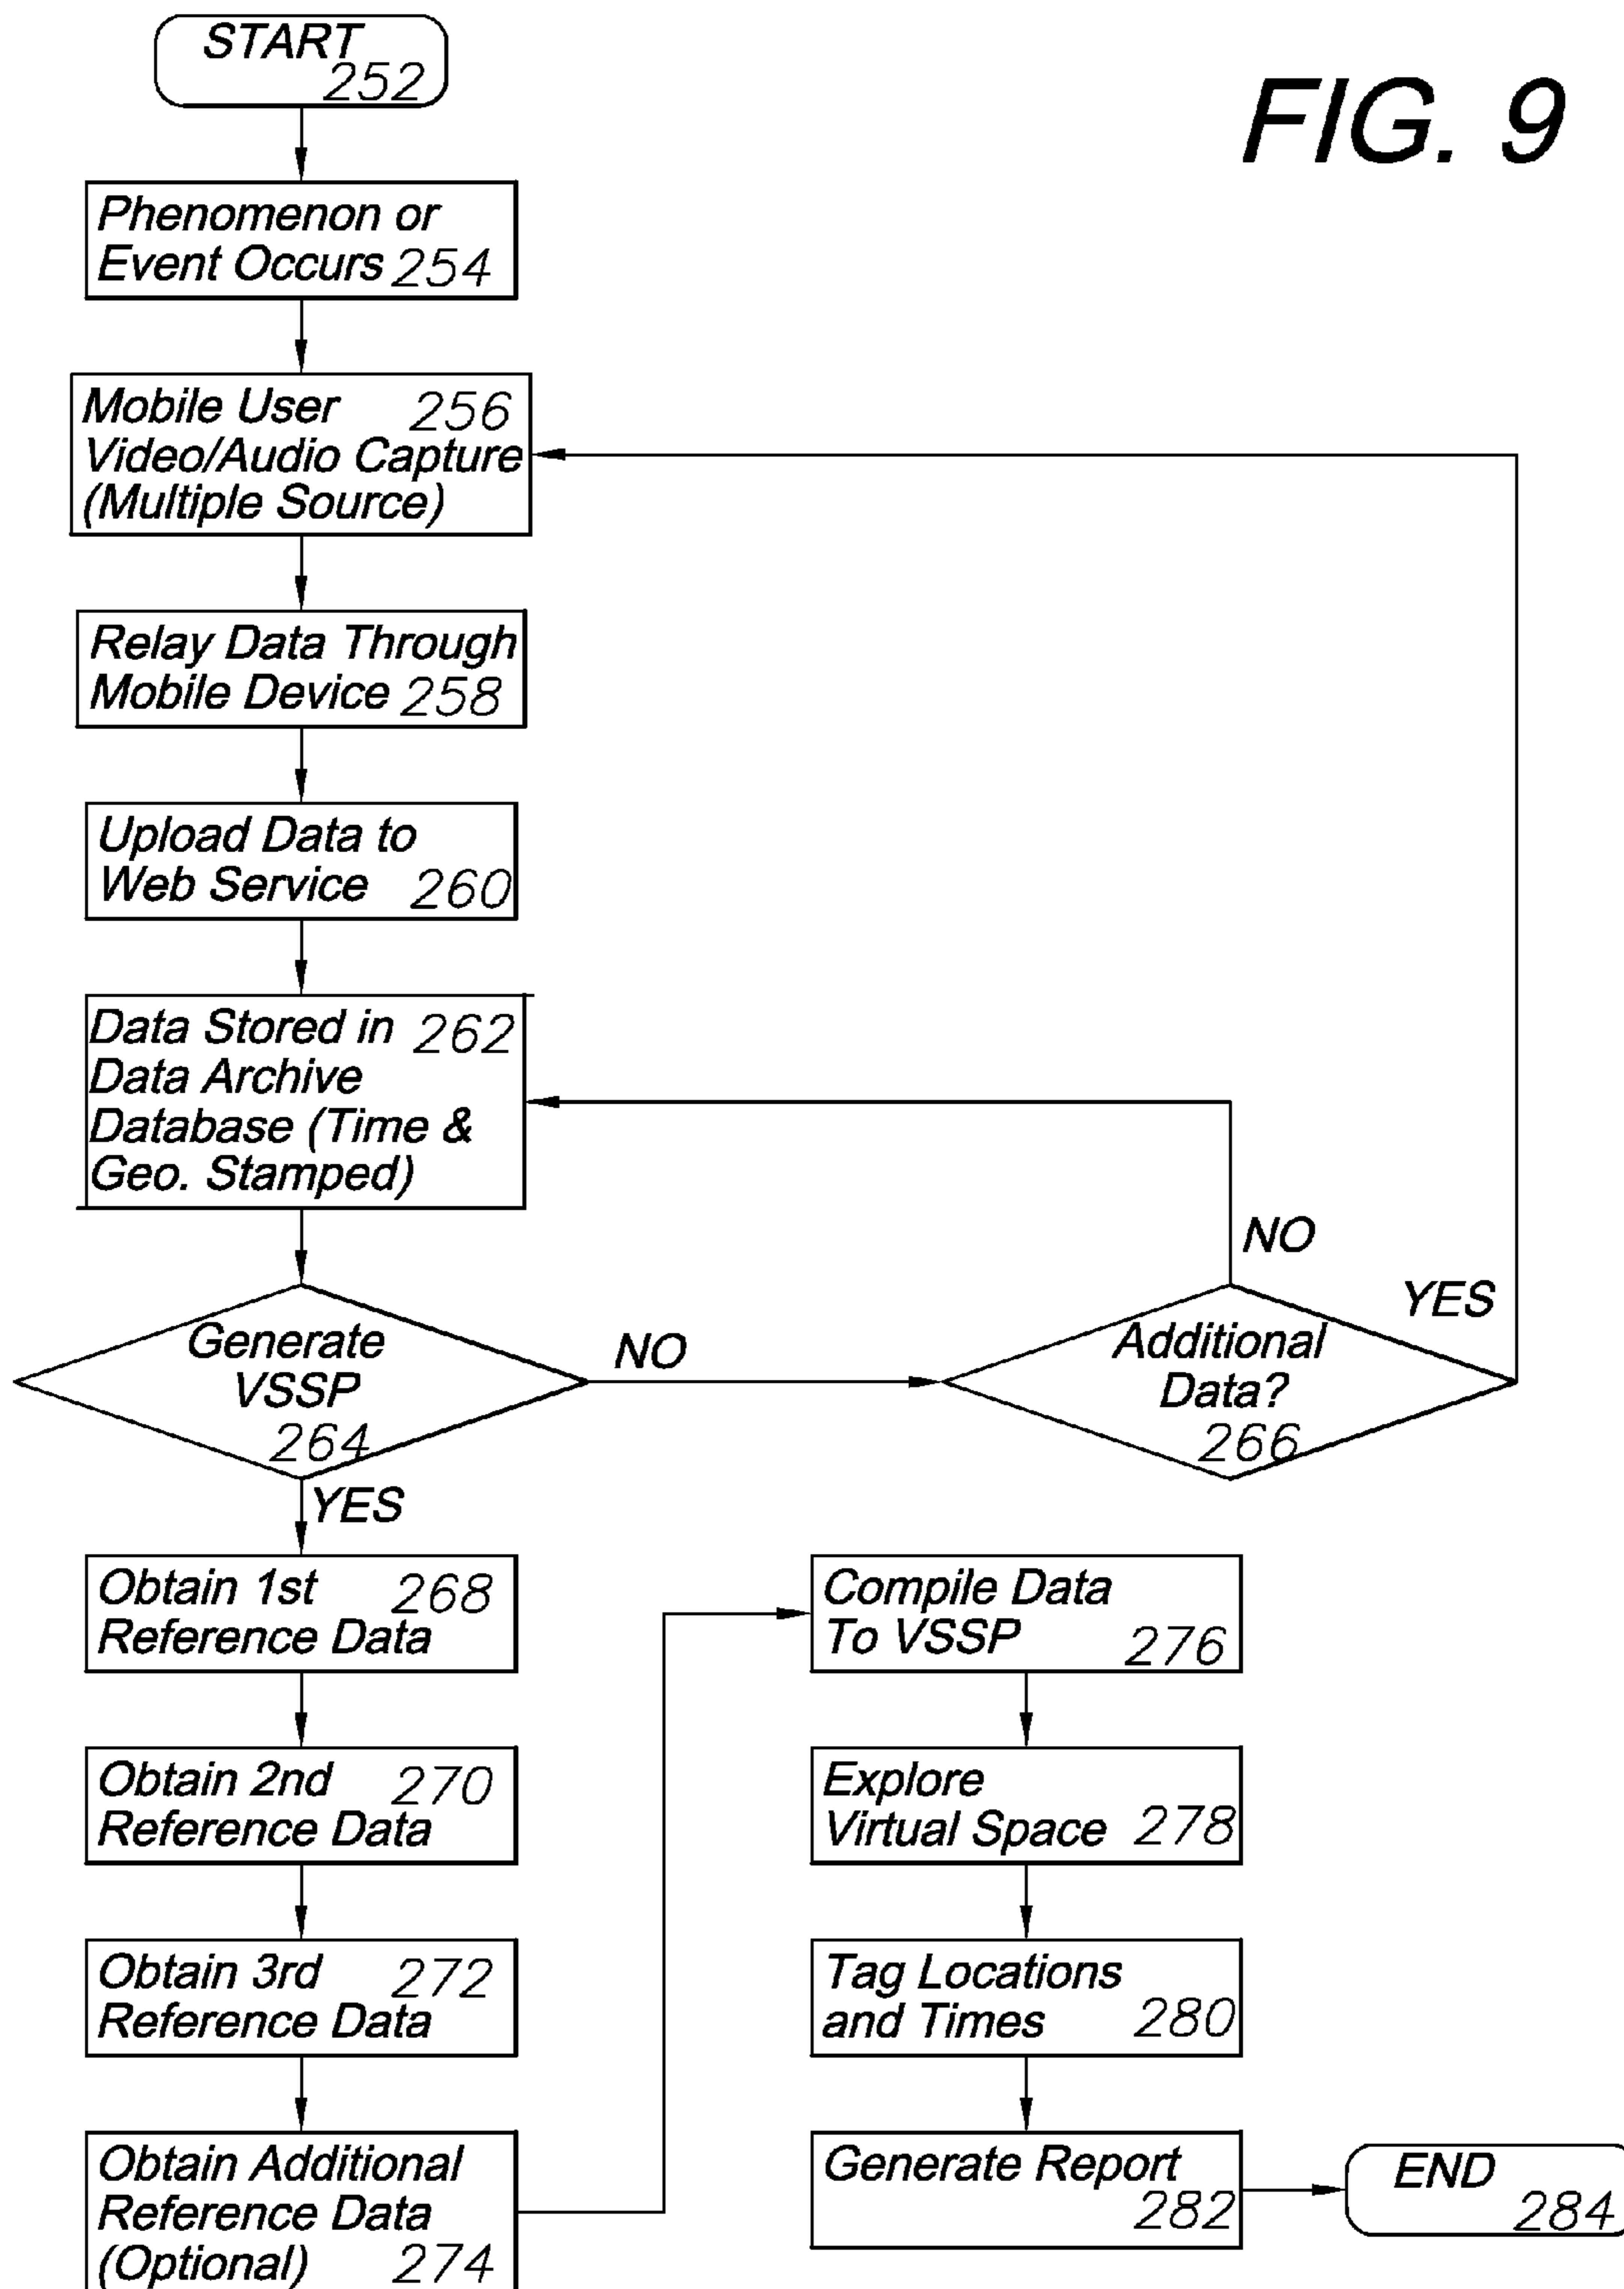 START
252
FIG. 9
Phenomenon or
Event Occurs 254
Mobile User 256
Video/Audio Capture
(Multiple Source)
Relay Data Through
Mobile Device 258
Upload Data to
Web Service 260
Data Stored in 262
Data Archive
Database (Time &
Geo. Stamped)
NO
YES
Generate
VSSP
264
NO
Additional
Data?
266
YES
Obtain 1st 268
Reference Data
Obtain 2nd 270
Reference Data
Obtain 3rd 272
Reference Data
Obtain Additional
Reference Data
(Optional) 274
Compile Data
To VSSP 276
Explore
Virtual Space 278
Tag Locations
and Times 280
Generate Report
282
END
284